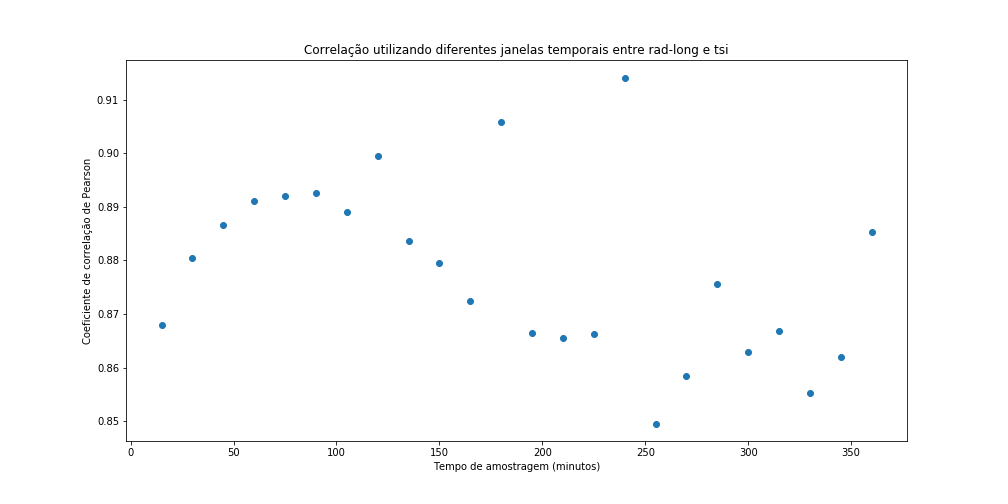 Correlação utilizando diferentes janelas temporais entre rad-long e tsi
Coeficiente de correlação de Pearson
0.91
0.90
0.89
0.88
0.87
0.86
0.85
0 50 100 150 200 250 300 350
Tempo de amostragem (minutos)